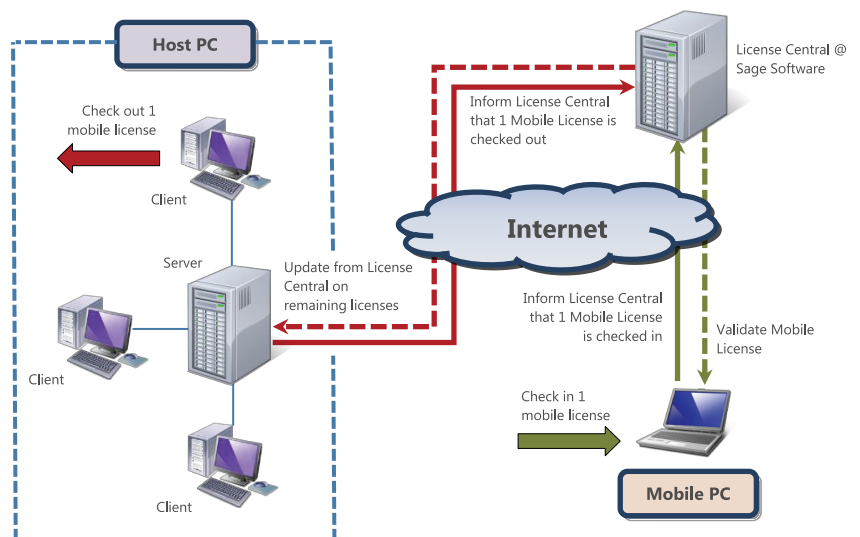 Host PC
Check out 1
mobile license
Client
Server
Client
Client
Update from License
Central on
remaining licenses
Inform License Central
that 1 Mobile License is
checked out
License Central @
Sage Software
Internet
Inform License Central
that 1 Mobile License
is checked in
Validate Mobile
License
Check in 1
mobile license
Mobile PC